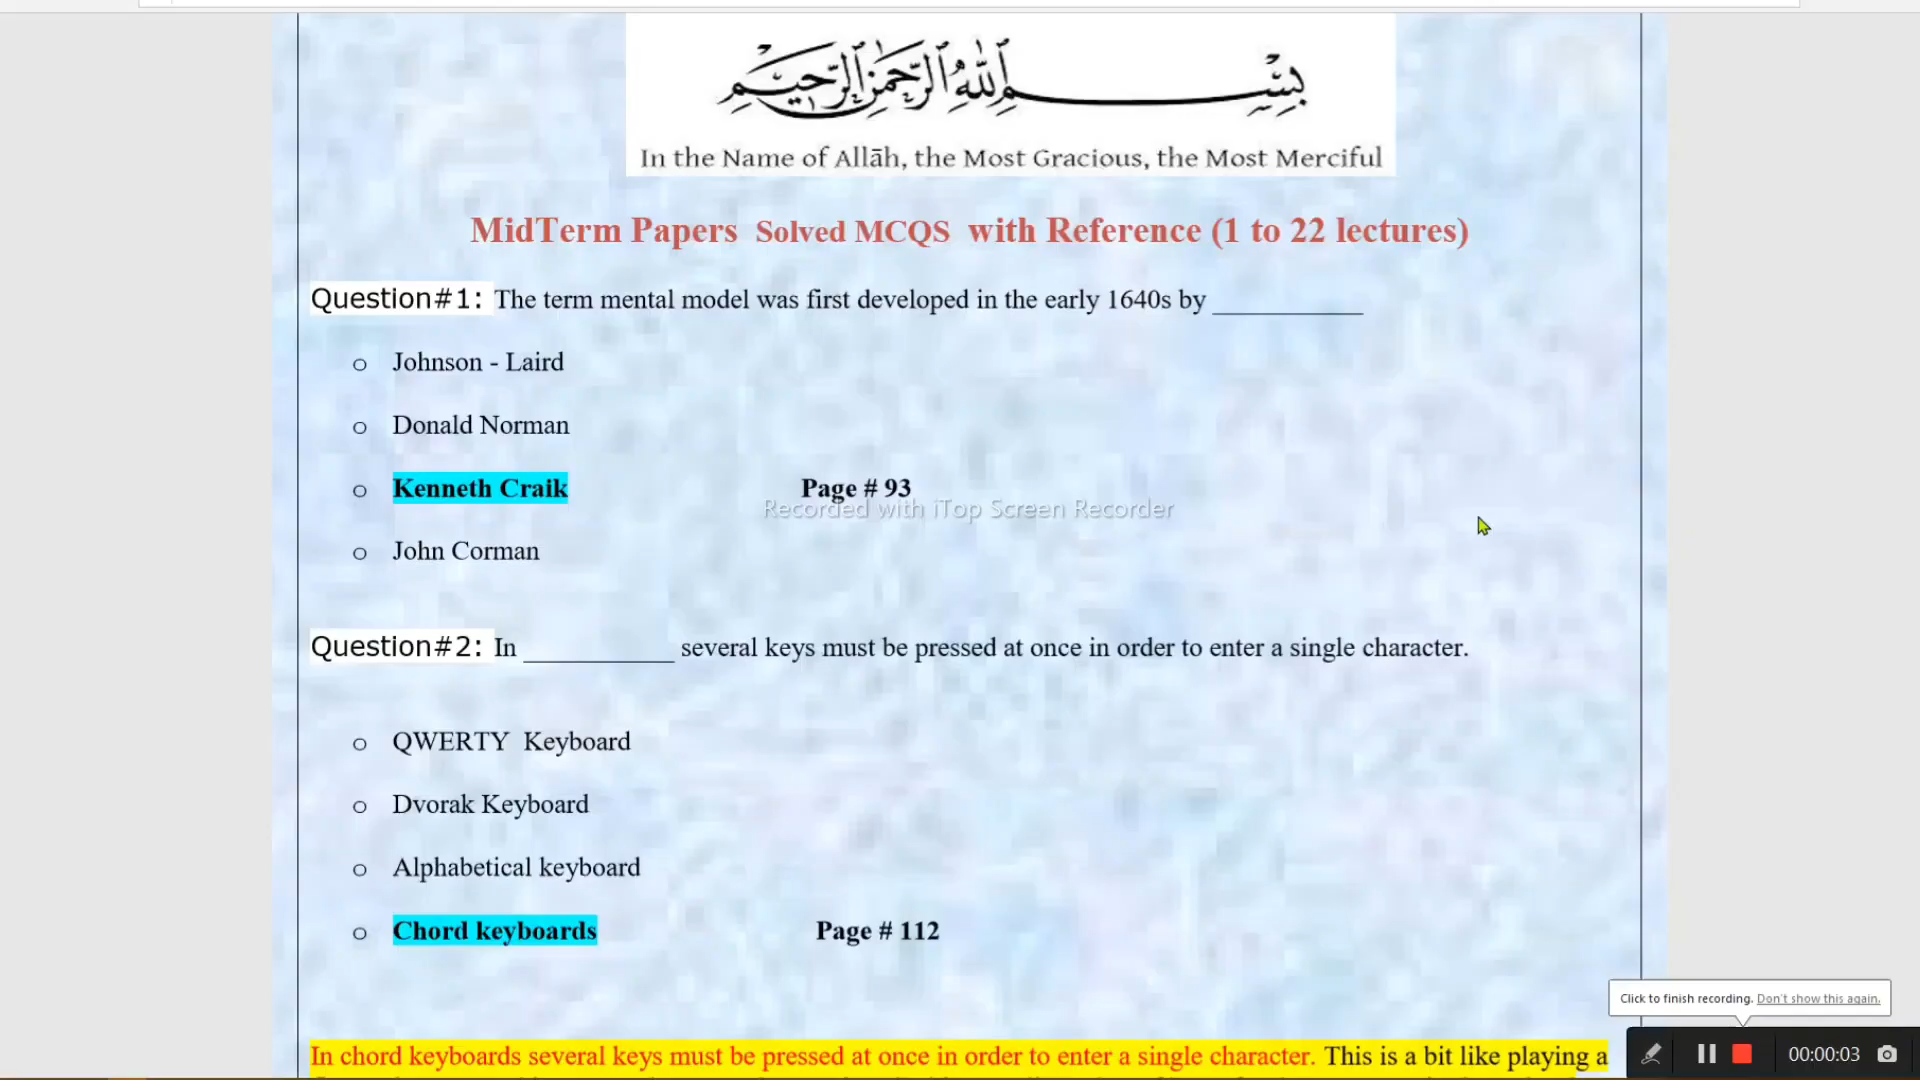 بِسْمِ اللَّهِ الرَّحْمَٰنِ الرَّحِيمِ
In the Name of Allāh, the Most Gracious, the Most Merciful
MidTerm Papers Solved MCQS with Reference (1 to 22 lectures)
Question#1: The term mental model was first developed in the early 1640s by ___________
o Johnson - Laird
o Donald Norman
o Kenneth Craik Page # 93
Recorded with iTop Screen Recorder
o John Corman
Question#2: In ___________ several keys must be pressed at once in order to enter a single character.
o QWERTY Keyboard
o Dvorak Keyboard
o Alphabetical keyboard
o Chord keyboards Page # 112
Click to finish recording. Don't show this again.
In chord keyboards several keys must be pressed at once in order to enter a single character. This is a bit like playing a
00:00:03